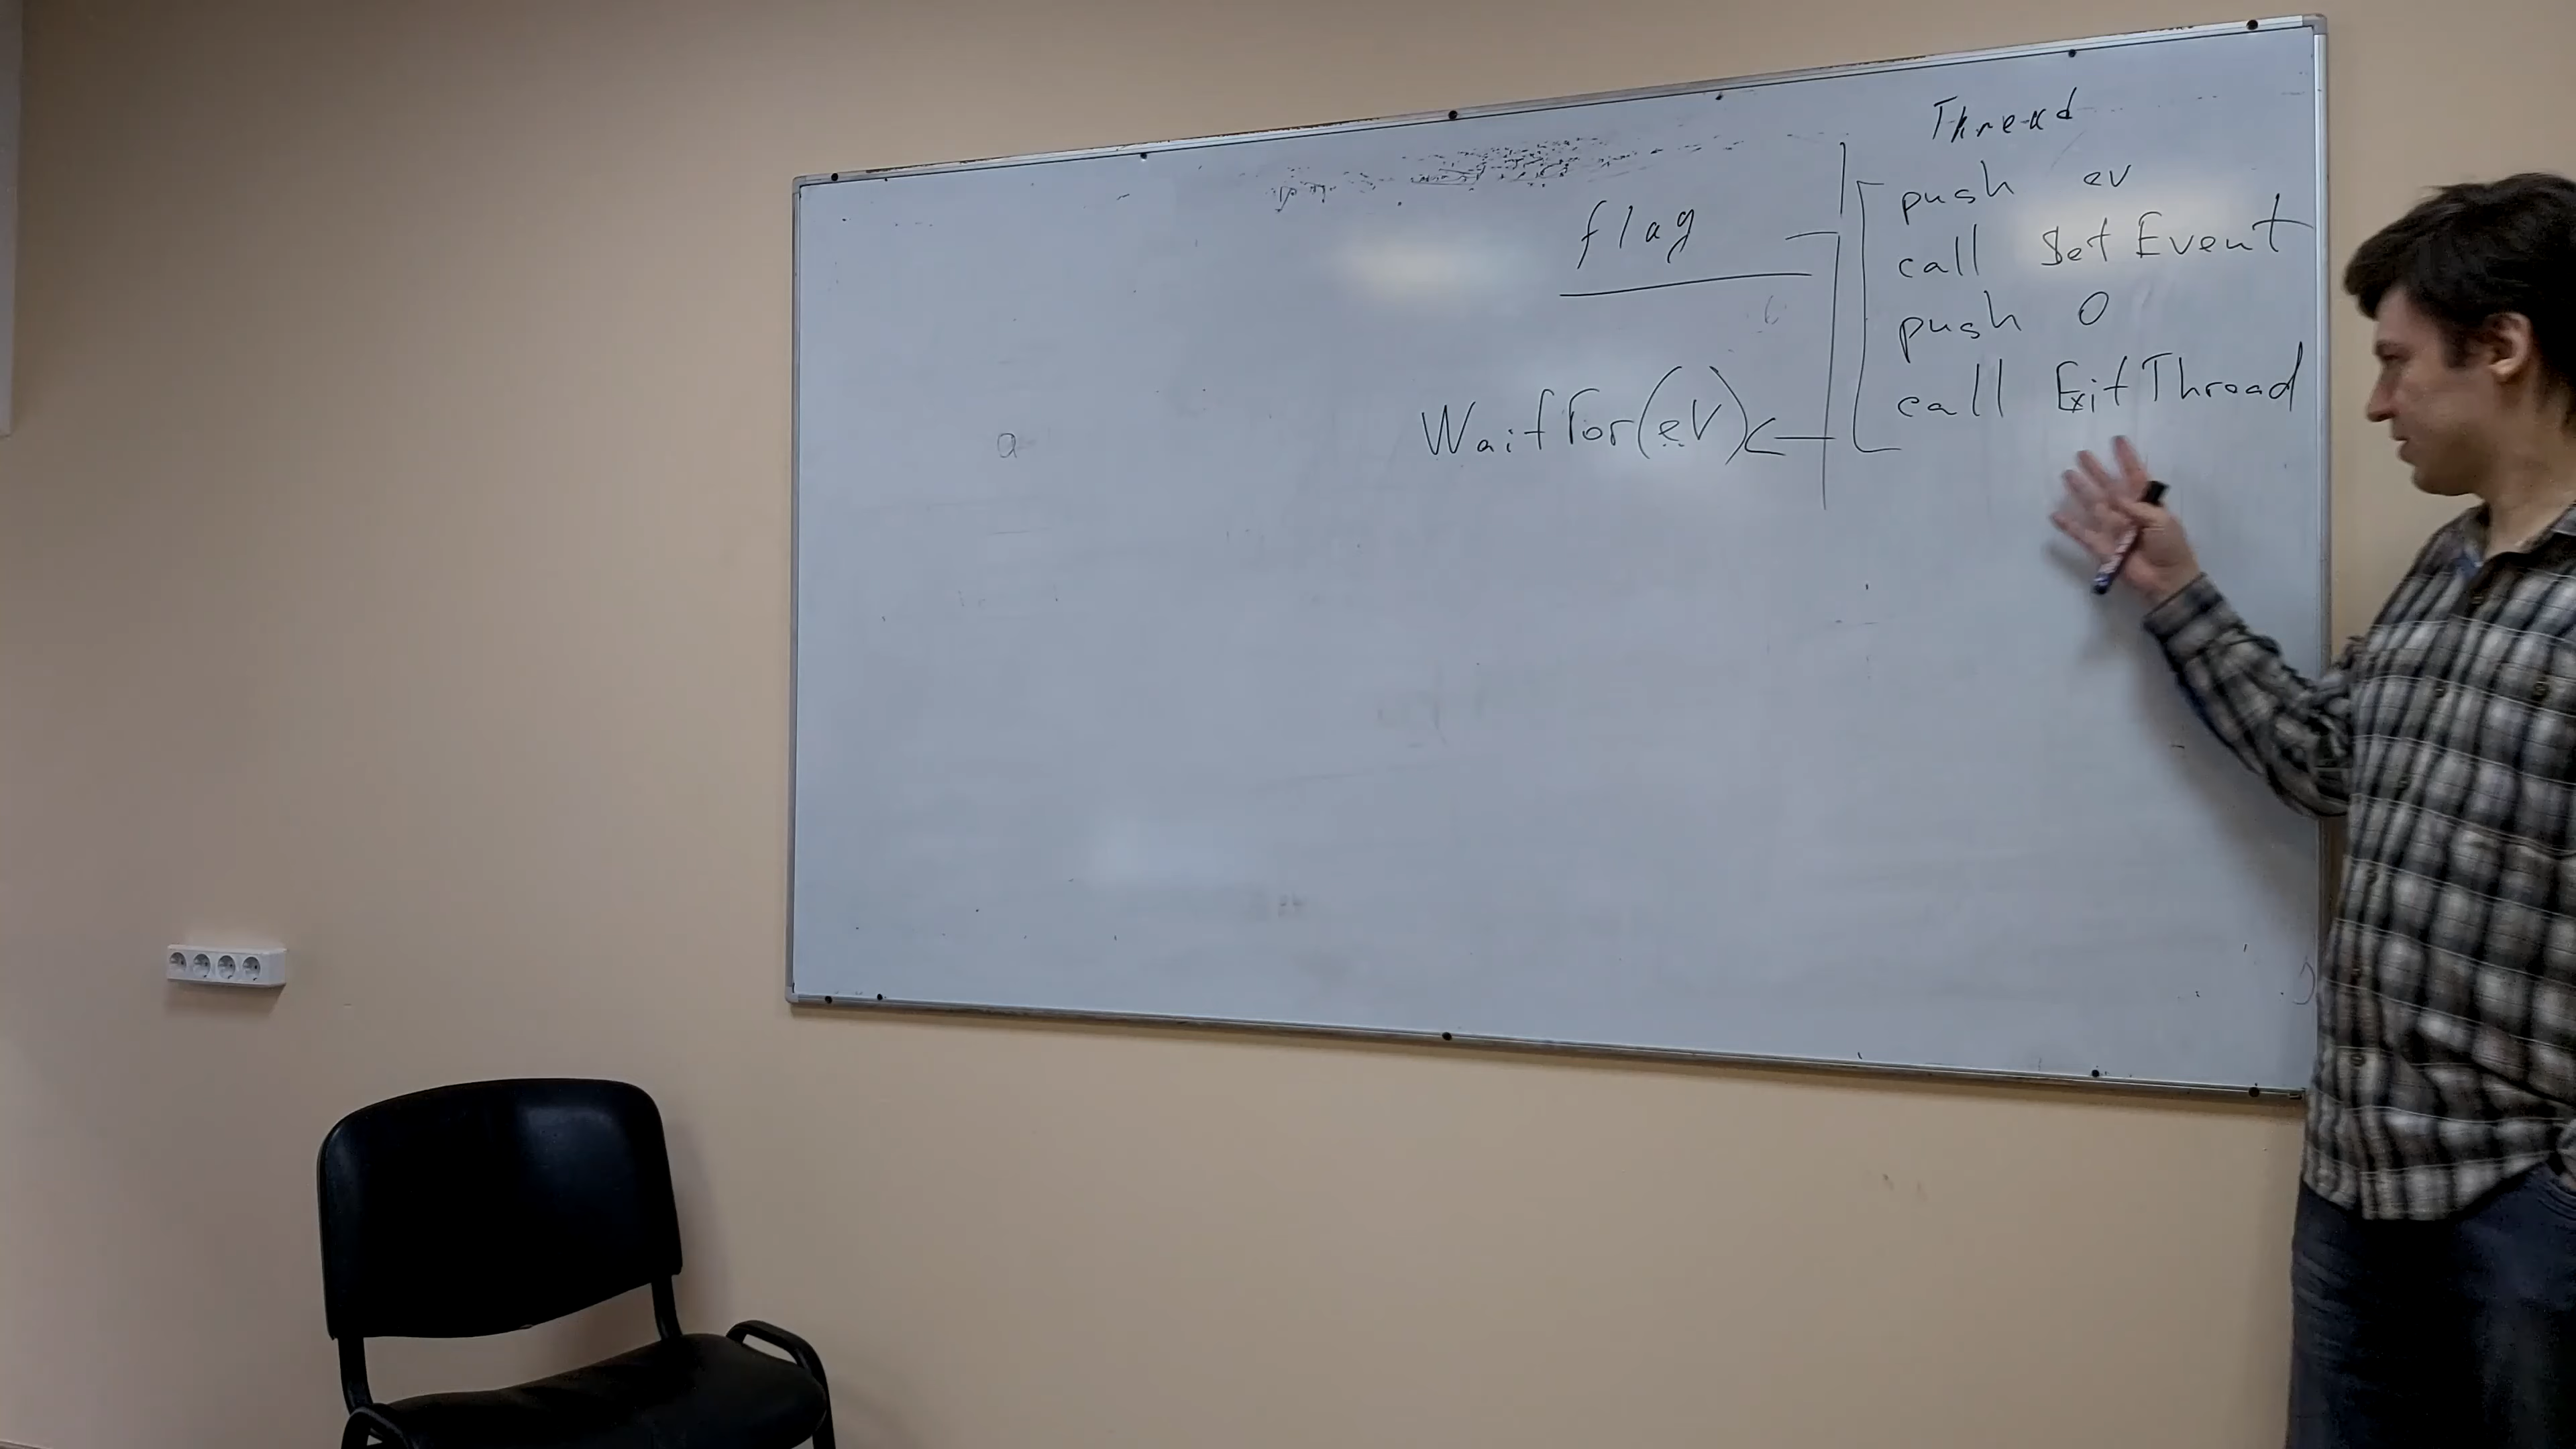 Thread
push ev
call SetEvent
push 0
call ExitThread
flag
WaitFor(ev)
a